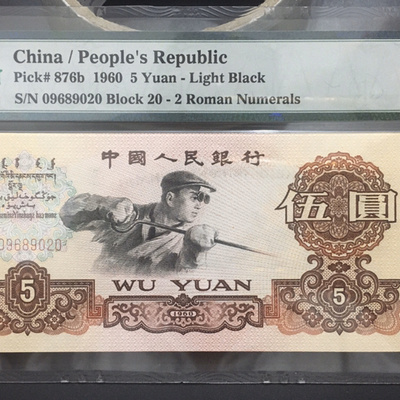 China / People's Republic
Pick# 876b 1960 5 Yuan - Light Black
S/N 09689020 Block 20 - 2 Roman Numerals
中國人民銀行
伍圓
09689020
5
WU YUAN
5
1960